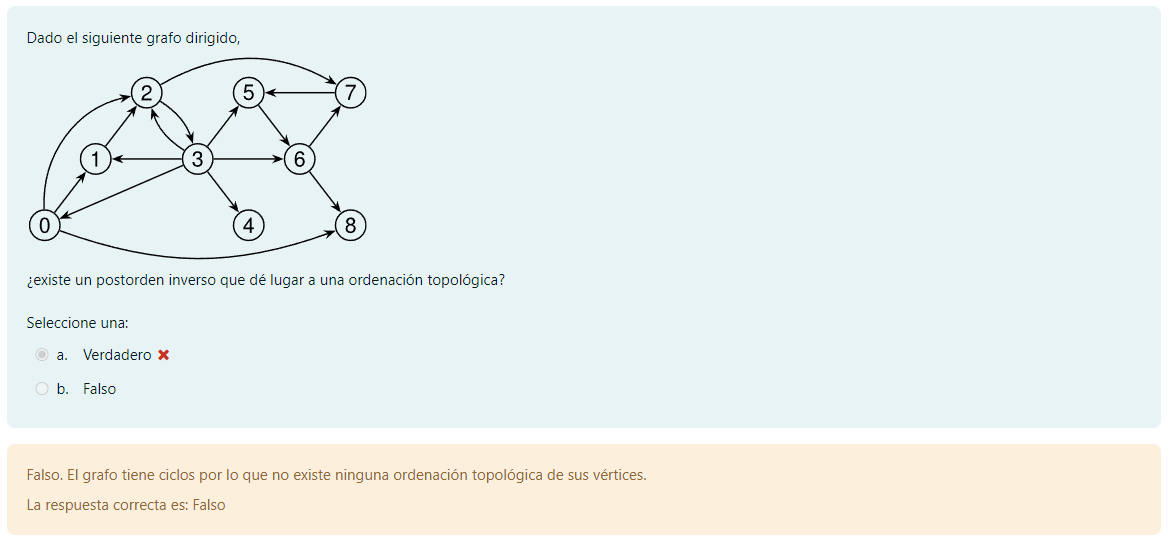 Dado el siguiente grafo dirigido,
2 5 7
1 3 6
0 4 8
¿existe un postorden inverso que dé lugar a una ordenación topológica?
Seleccione una:
a. Verdadero
b. Falso
Falso. El grafo tiene ciclos por lo que no existe ninguna ordenación topológica de sus vértices.
La respuesta correcta es: Falso